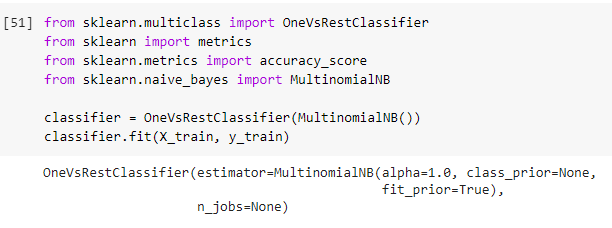 [51] from sklearn.multiclass import OneVsRestClassifier
from sklearn import metrics
from sklearn.metrics import accuracy_score
from sklearn.naive_bayes import MultinomialNB
classifier = OneVsRestClassifier(MultinomialNB())
classifier.fit(X_train, y_train)
OneVsRestClassifier(estimator=MultinomialNB(alpha=1.0, class_prior=None,
fit_prior=True),
n_jobs=None)